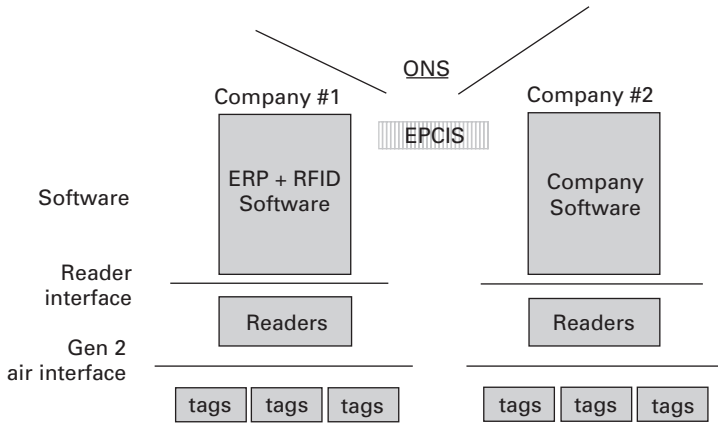 ONS
Company #1
Company #2
EPCIS
ERP + RFID
Software
Company
Software
Software
Reader
interface
Readers
Readers
Gen 2
air interface
tags
tags
tags
tags
tags
tags